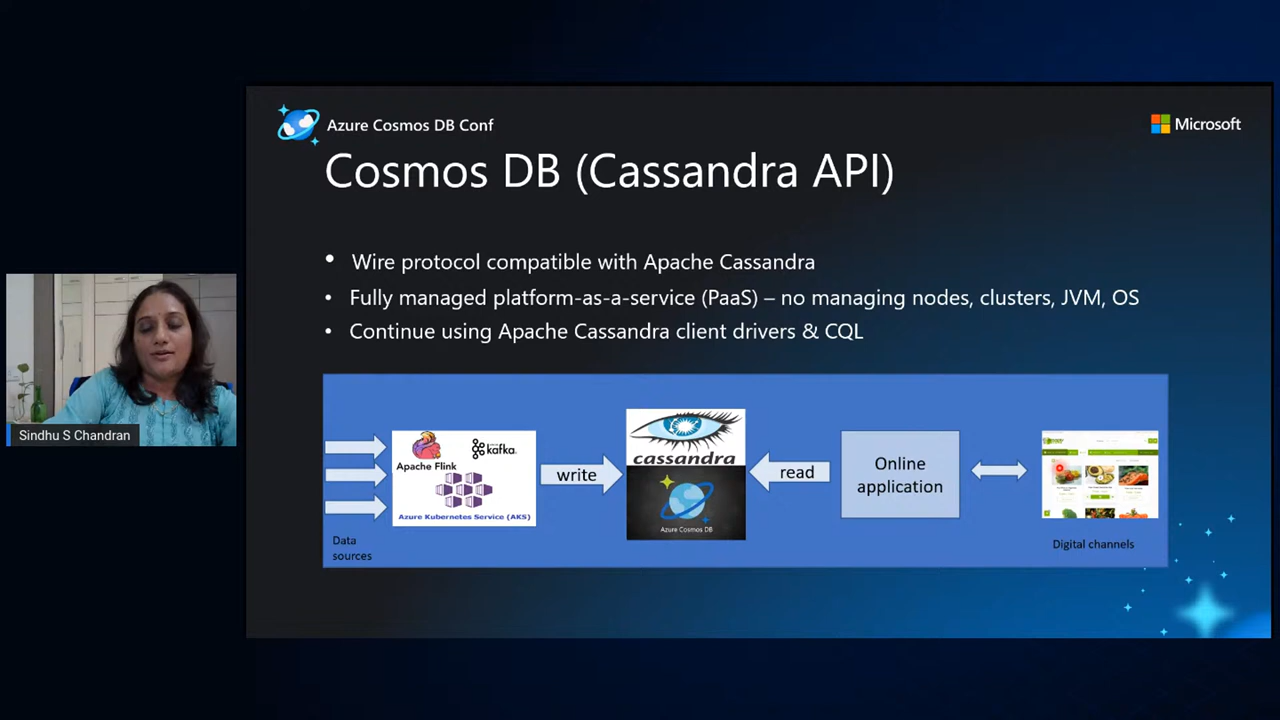 Azure Cosmos DB Conf
Microsoft
Cosmos DB (Cassandra API)
• Wire protocol compatible with Apache Cassandra
• Fully managed platform-as-a-service (PaaS) – no managing nodes, clusters, JVM, OS
• Continue using Apache Cassandra client drivers & CQL
Sindhu S Chandran
Apache Flink
kafka
Azure Kubernetes Service (AKS)
Data
sources
write
cassandra
Azure Cosmos DB
read
Online
application
Digital channels